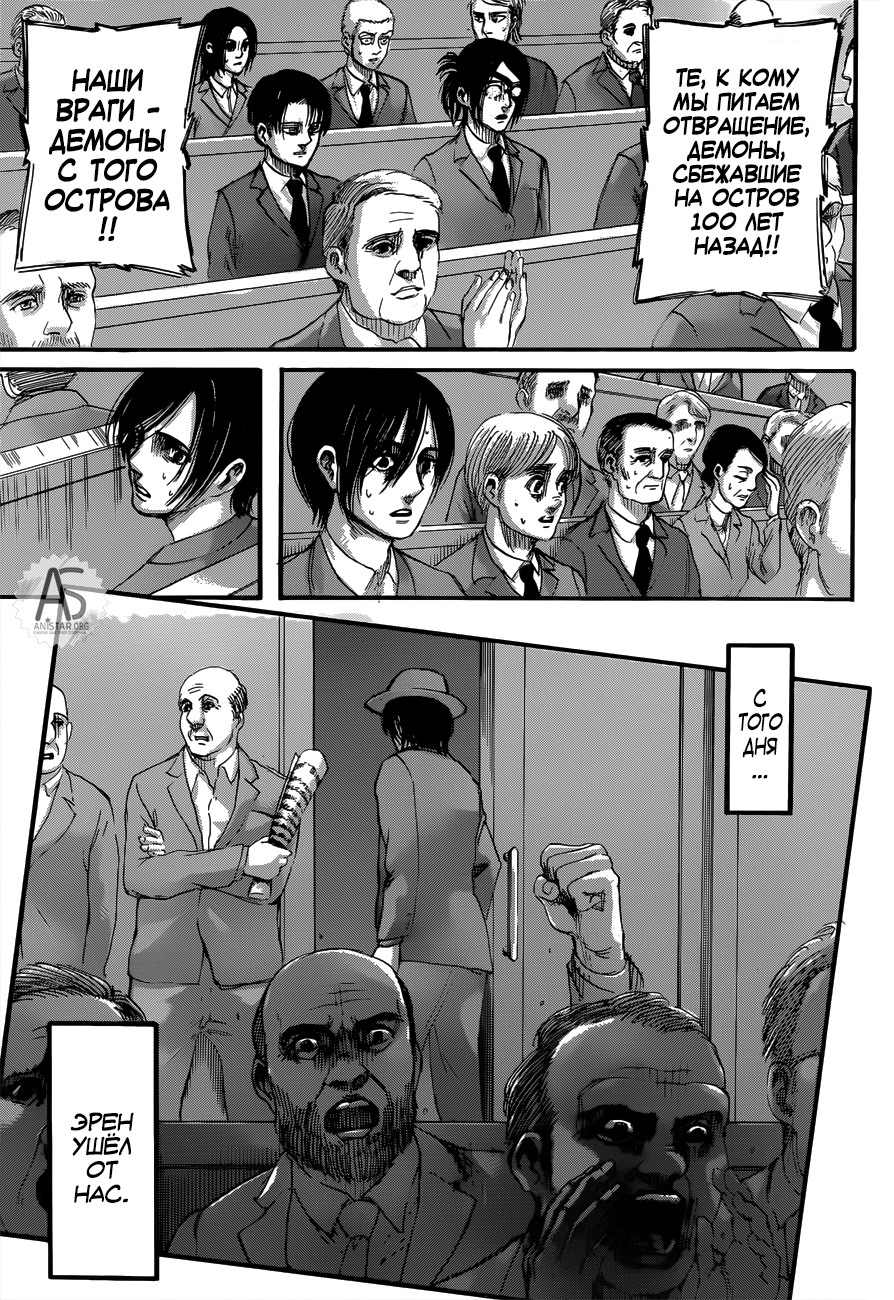 ТЕ, К КОМУ
МЫ ПИТАЕМ
ОТВРАЩЕНИЕ,
ДЕМОНЫ,
СБЕЖАВШИЕ
НА ОСТРОВ
100 ЛЕТ
НАЗАД!!
НАШИ
ВРАГИ -
ДЕМОНЫ
С ТОГО
ОСТРОВА
!!
AS
ANISTAR.ORG
С
ТОГО
ДНЯ
...
ЭРЕН
УШЁЛ
ОТ
НАС.